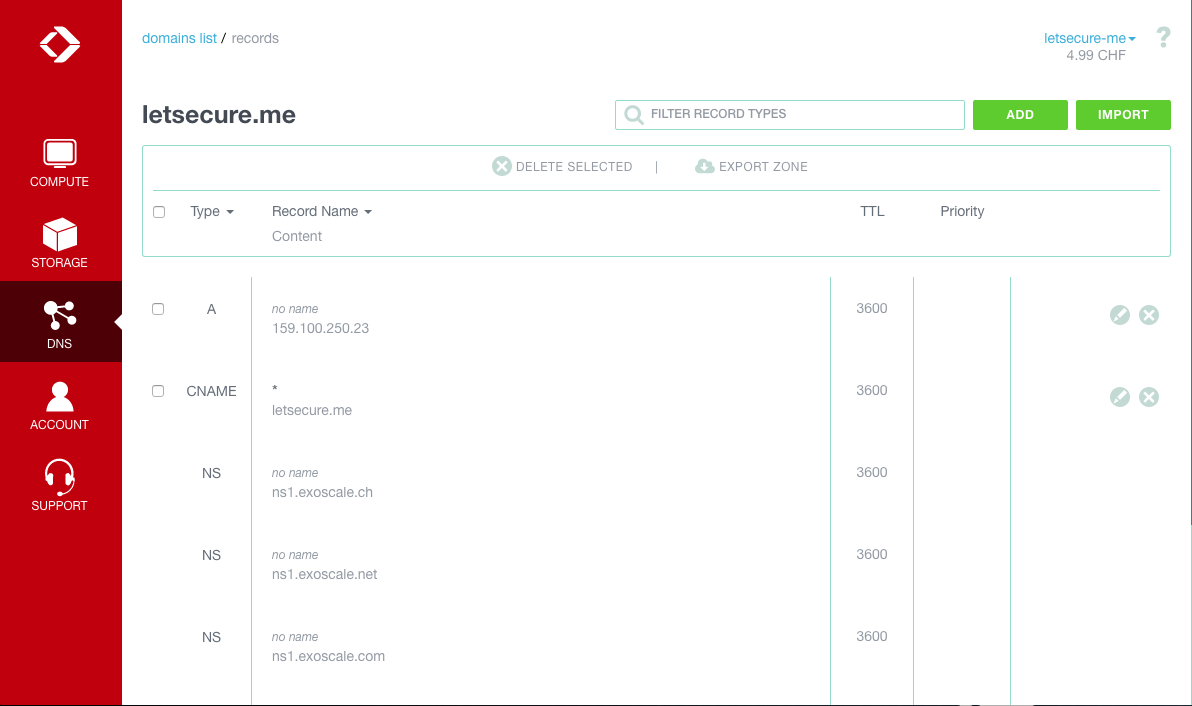 domains list / records
letsecure-me
4.99 CHF
?
letsecure.me
FILTER RECORD TYPES
ADD
IMPORT
DELETE SELECTED | EXPORT ZONE
Type
Record Name
TTL
Priority
Content
COMPUTE
STORAGE
DNS
ACCOUNT
SUPPORT
A
no name
3600
159.100.250.23
CNAME
*
3600
letsecure.me
NS
no name
3600
ns1.exoscale.ch
NS
no name
3600
ns1.exoscale.net
NS
no name
3600
ns1.exoscale.com